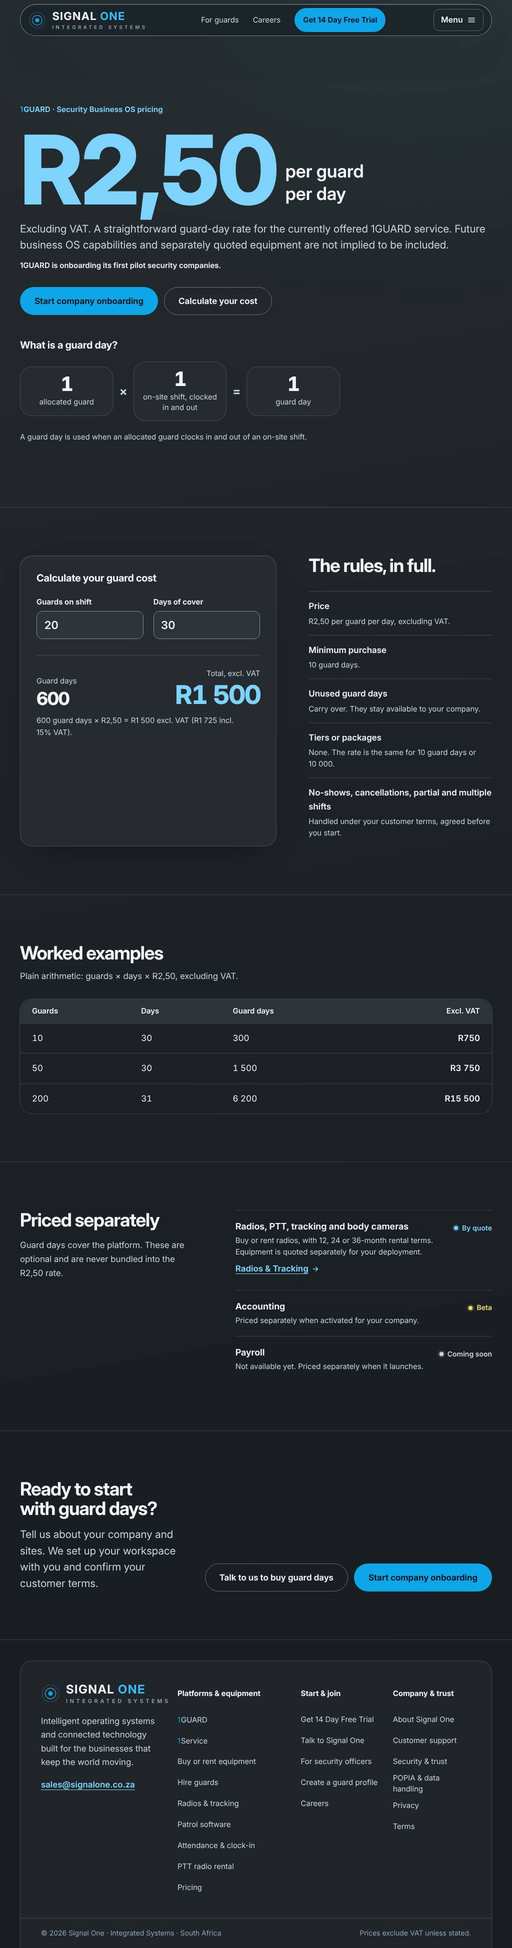 SIGNAL ONE
INTEGRATED SYSTEMS
For guards
Careers
Get 14 Day Free Trial
Menu
1GUARD · Security Business OS pricing
R2,50 per guard per day
Excluding VAT. A straightforward guard-day rate for the currently offered 1GUARD service. Future
business OS capabilities and separately quoted equipment are not implied to be included.
1GUARD is onboarding its first pilot security companies.
Start company onboarding
Calculate your cost
What is a guard day?
1
allocated guard
×
1
on-site shift, clocked
in and out
=
1
guard day
A guard day is used when an allocated guard clocks in and out of an on-site shift.
Calculate your guard cost
Guards on shift
20
Days of cover
30
Guard days
600
Total, excl. VAT
R1 500
600 guard days × R2,50 = R1 500 excl. VAT (R1 725 incl.
15% VAT).
The rules, in full.
Price
R2,50 per guard per day, excluding VAT.
Minimum purchase
10 guard days.
Unused guard days
Carry over. They stay available to your company.
Tiers or packages
None. The rate is the same for 10 guard days or
10 000.
No-shows, cancellations, partial and multiple
shifts
Handled under your customer terms, agreed before
you start.
Worked examples
Plain arithmetic: guards × days × R2,50, excluding VAT.
Guards Days Guard days Excl. VAT
10 30 300 R750
50 30 1 500 R3 750
200 31 6 200 R15 500
Priced separately
Guard days cover the platform. These are
optional and are never bundled into the
R2,50 rate.
Radios, PTT, tracking and body cameras
By quote
Buy or rent radios, with 12, 24 or 36-month rental terms.
Equipment is quoted separately for your deployment.
Radios & Tracking →
Accounting
Beta
Priced separately when activated for your company.
Payroll
Coming soon
Not available yet. Priced separately when it launches.
Ready to start
with guard days?
Tell us about your company and
sites. We set up your workspace
with you and confirm your
customer terms.
Talk to us to buy guard days
Start company onboarding
SIGNAL ONE
INTEGRATED SYSTEMS
Intelligent operating systems
and connected technology
built for the businesses that
keep the world moving.
sales@signalone.co.za
Platforms & equipment
1GUARD
1Service
Buy or rent equipment
Hire guards
Radios & tracking
Patrol software
Attendance & clock-in
PTT radio rental
Pricing
Start & join
Get 14 Day Free Trial
Talk to Signal One
For security officers
Create a guard profile
Careers
Company & trust
About Signal One
Customer support
Security & trust
POPIA & data
handling
Privacy
Terms
© 2026 Signal One · Integrated Systems · South Africa
Prices exclude VAT unless stated.